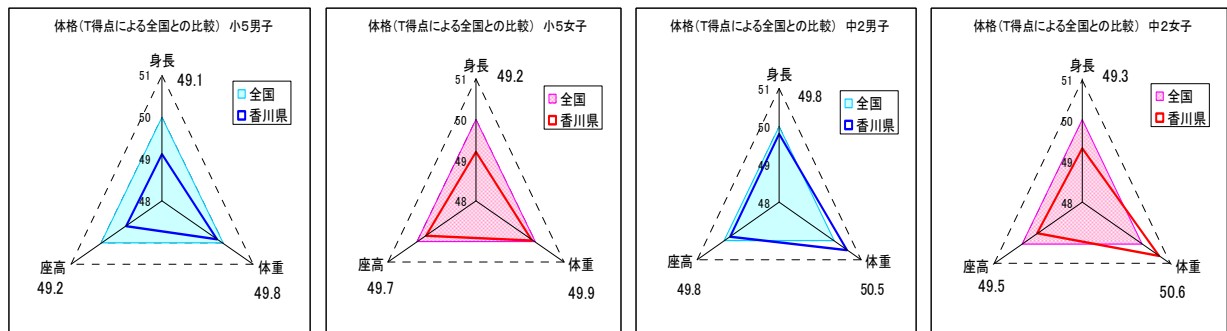 体格(T得点による全国との比較) 小5男子
身長
49.1
51
50
49
48
全国
香川県
座高
49.2
体重
49.8
体格(T得点による全国との比較) 小5女子
身長
49.2
51
50
49
48
全国
香川県
座高
49.7
体重
49.9
体格(T得点による全国との比較) 中2男子
身長
49.8
51
50
49
48
全国
香川県
座高
49.8
体重
50.5
体格(T得点による全国との比較) 中2女子
身長
49.3
51
50
49
48
全国
香川県
座高
49.5
体重
50.6